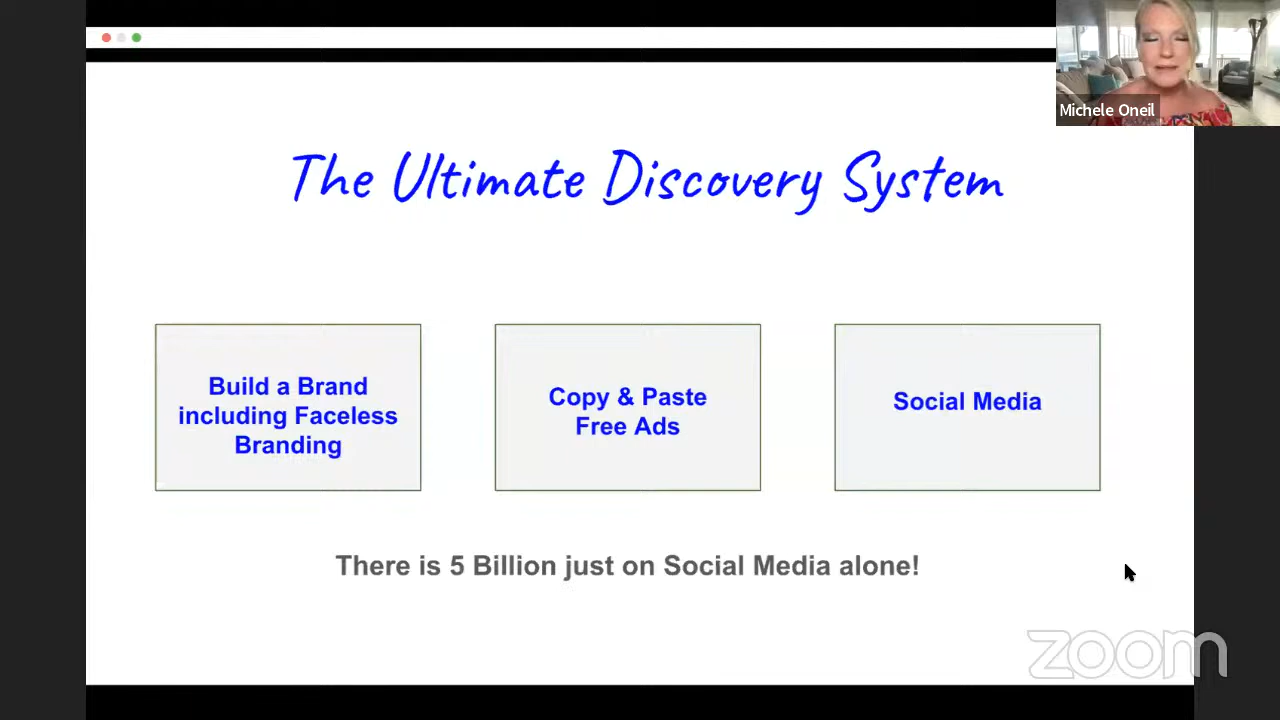 Michele Oneil
The Ultimate Discovery System
Build a Brand
including Faceless
Branding
Copy & Paste
Free Ads
Social Media
There is 5 Billion just on Social Media alone!
zoom